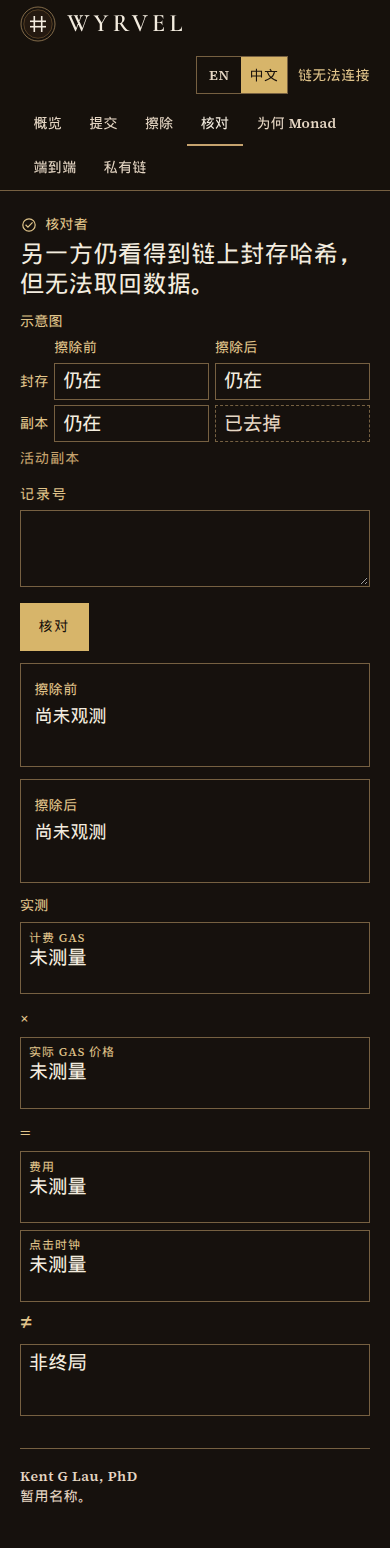 WYRVEL
EN 中文 链无法连接
概览 提交 擦除 核对 为何 Monad
端到端 私有链
核对者
另一方仍看得到链上封存哈希，
但无法取回数据。
示意图
擦除前 擦除后
封存 仍在 仍在
副本 仍在 已去掉
活动副本
记录号
核对
擦除前
尚未观测
擦除后
尚未观测
实测
计费 GAS
未测量
×
实际 GAS 价格
未测量
=
费用
未测量
点击时钟
未测量
≠
非终局
Kent G Lau, PhD
暂用名称。